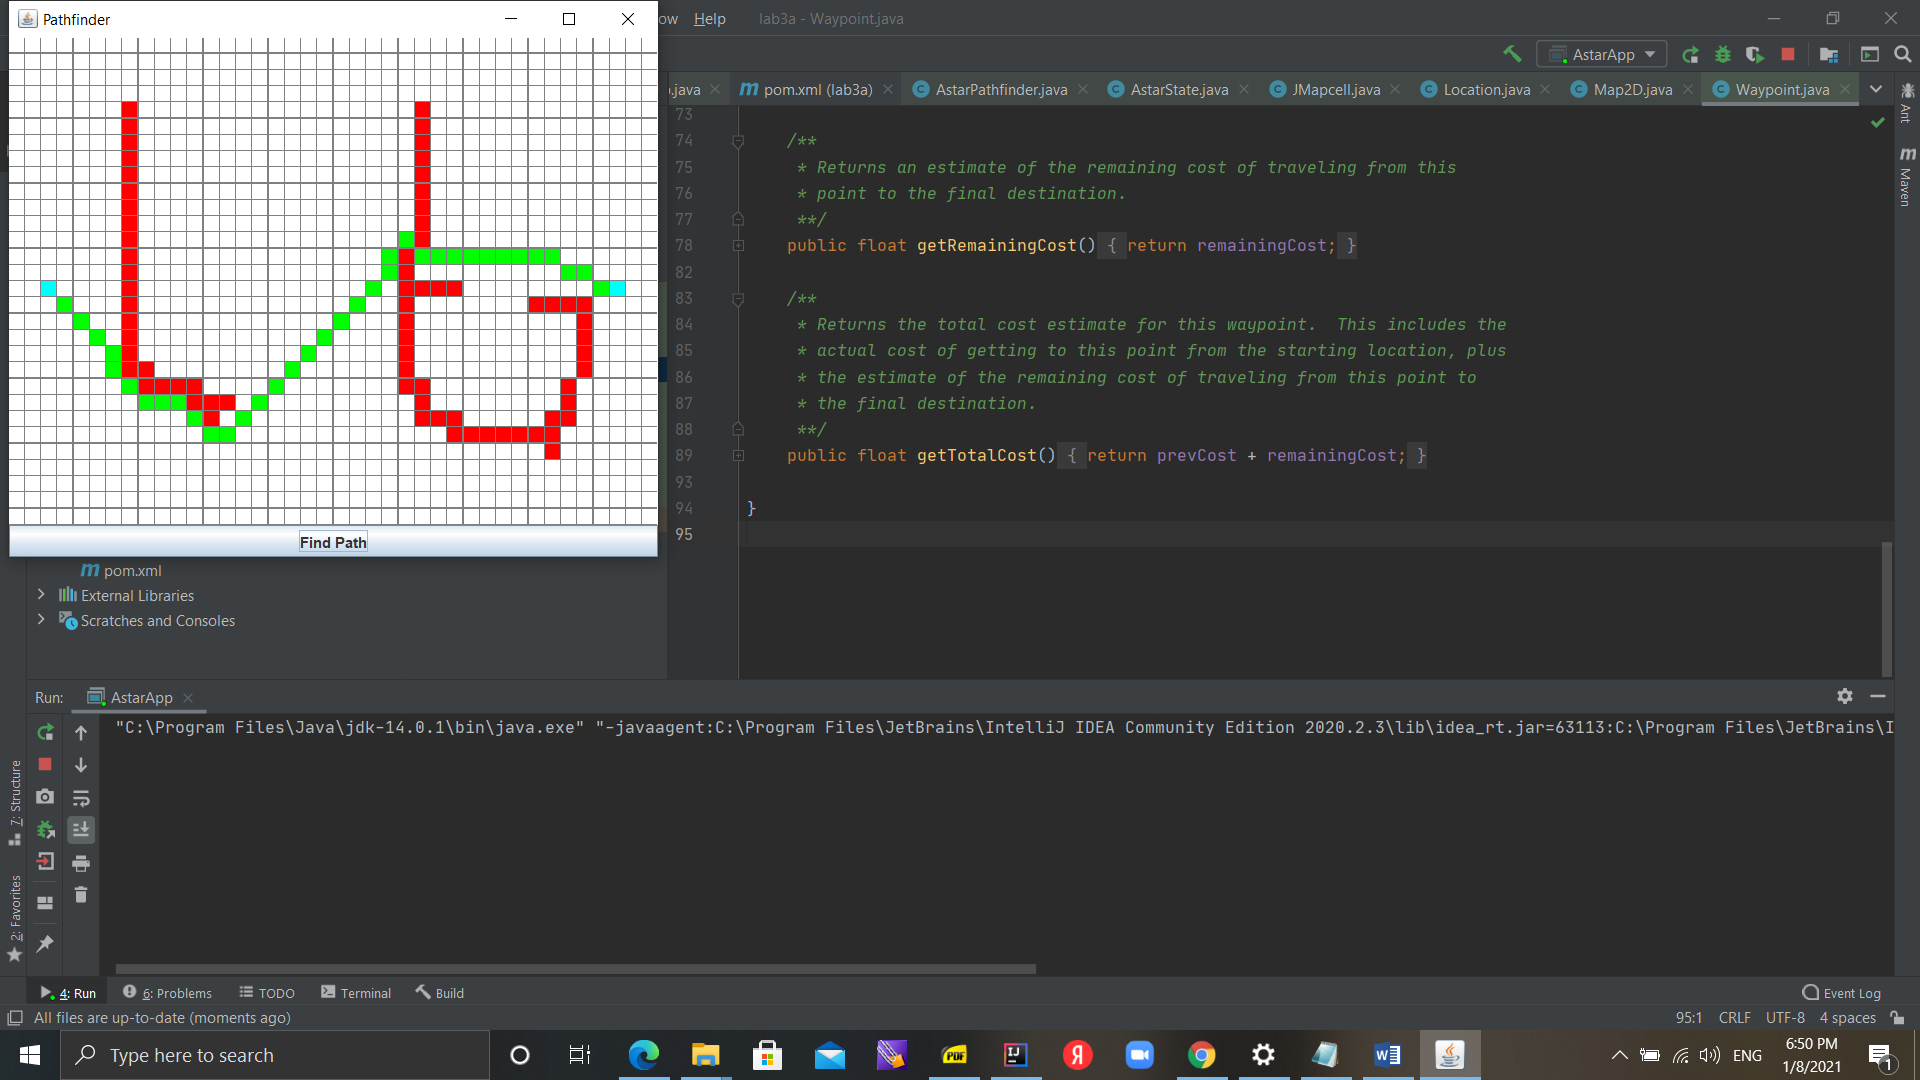 Pathfinder
ow Help lab3a - Waypoint.java
AstarApp
.java pom.xml (lab3a) AstarPathfinder.java AstarState.java JMapcell.java Location.java Map2D.java Waypoint.java
Ant
Maven
73
74 /**
75 * Returns an estimate of the remaining cost of traveling from this
76 * point to the final destination.
77 **/
78 public float getRemainingCost() { return remainingCost; }
82
83 /**
84 * Returns the total cost estimate for this waypoint.  This includes the
85 * actual cost of getting to this point from the starting location, plus
86 * the estimate of the remaining cost of traveling from this point to
87 * the final destination.
88 **/
89 public float getTotalCost() { return prevCost + remainingCost; }
93
94 }
95
Find Path
pom.xml
External Libraries
Scratches and Consoles
Run: AstarApp
"C:\Program Files\Java\jdk-14.0.1\bin\java.exe" "-javaagent:C:\Program Files\JetBrains\IntelliJ IDEA Community Edition 2020.2.3\lib\idea_rt.jar=63113:C:\Program Files\JetBrains\I
7: Structure
2: Favorites
4: Run 6: Problems TODO Terminal Build Event Log
All files are up-to-date (moments ago) 95:1 CRLF UTF-8 4 spaces
Type here to search
PDF
IJ
Я
W
ENG
6:50 PM
1/8/2021
1